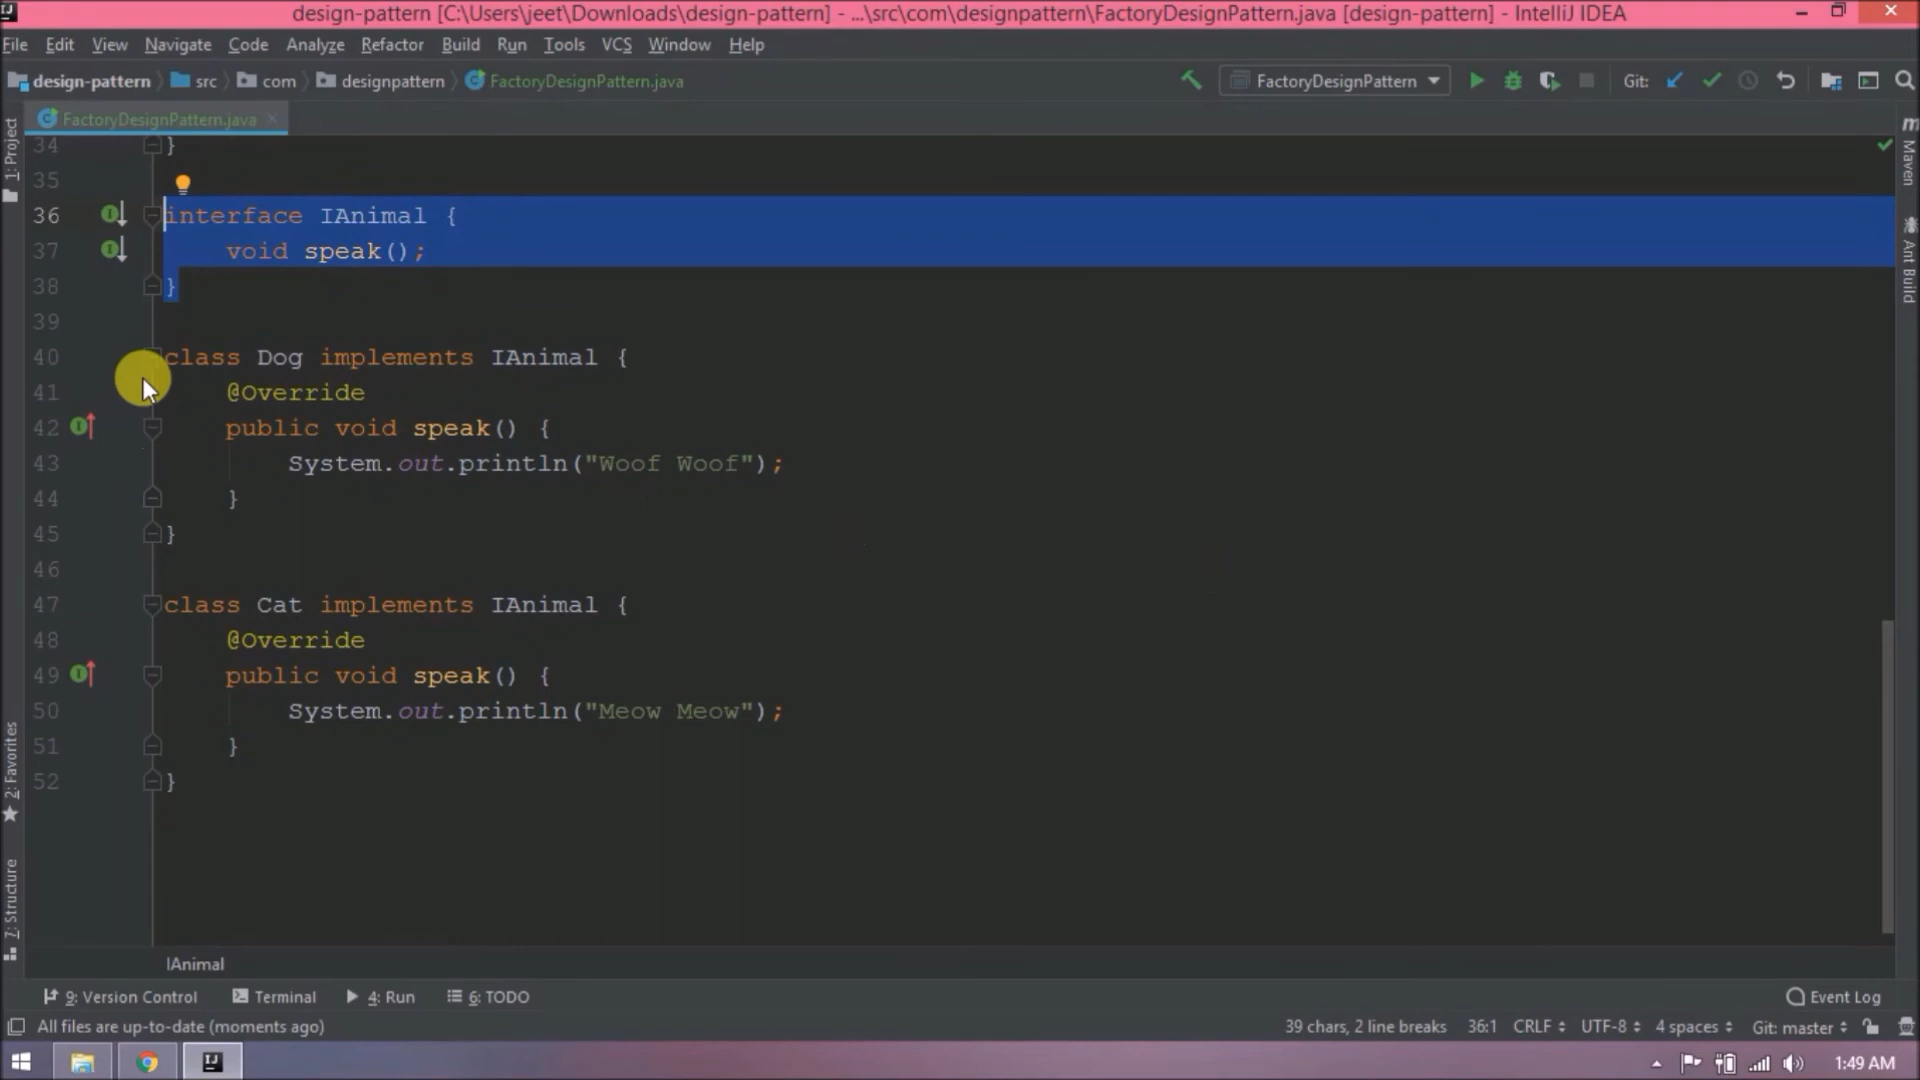 design-pattern [C:\Users\jeet\Downloads\design-pattern] - ...\src\com\designpattern\FactoryDesignPattern.java [design-pattern] - IntelliJ IDEA
File Edit View Navigate Code Analyze Refactor Build Run Tools VCS Window Help
design-pattern src com designpattern FactoryDesignPattern.java FactoryDesignPattern Git:
FactoryDesignPattern.java
1: Project
2: Favorites
7: Structure
Maven
Ant Build
34 }
35
36 interface IAnimal {
37 void speak();
38 }
39
40 class Dog implements IAnimal {
41 @Override
42 public void speak() {
43 System.out.println("Woof Woof");
44 }
45 }
46
47 class Cat implements IAnimal {
48 @Override
49 public void speak() {
50 System.out.println("Meow Meow");
51 }
52 }
IAnimal
9: Version Control Terminal 4: Run 6: TODO Event Log
All files are up-to-date (moments ago) 39 chars, 2 line breaks 36:1 CRLF UTF-8 4 spaces Git: master
1:49 AM